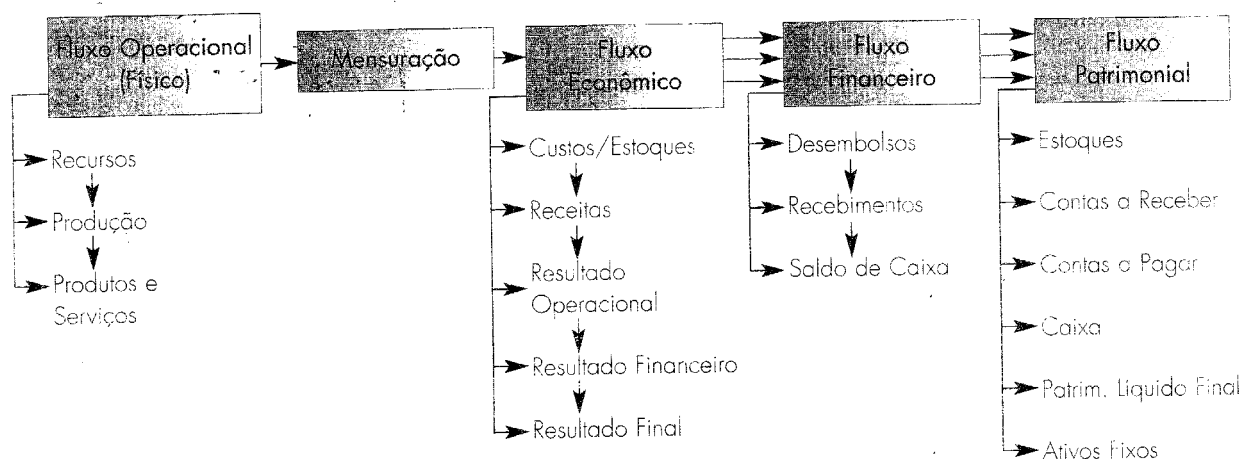 Fluxo Operacional
(Físico)
Mensuração
Fluxo
Econômico
Fluxo
Financeiro
Fluxo
Patrimonial
Recursos
Produção
Produtos e
Serviços
Custos/Estoques
Receitas
Resultado
Operacional
Resultado Financeiro
Resultado Final
Desembolsos
Recebimentos
Saldo de Caixa
Estoques
Contas a Receber
Contas a Pagar
Caixa
Patrim. Líquido Final
Ativos Fixos